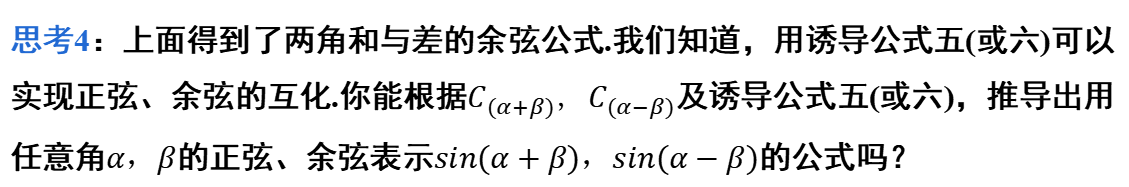 思考4：上面得到了两角和与差的余弦公式.我们知道，用诱导公式五(或六)可以
实现正弦、余弦的互化.你能根据C₍α₊β₎，C₍α₋β₎及诱导公式五(或六)，推导出用
任意角α，β的正弦、余弦表示sin(α + β)，sin(α − β)的公式吗？